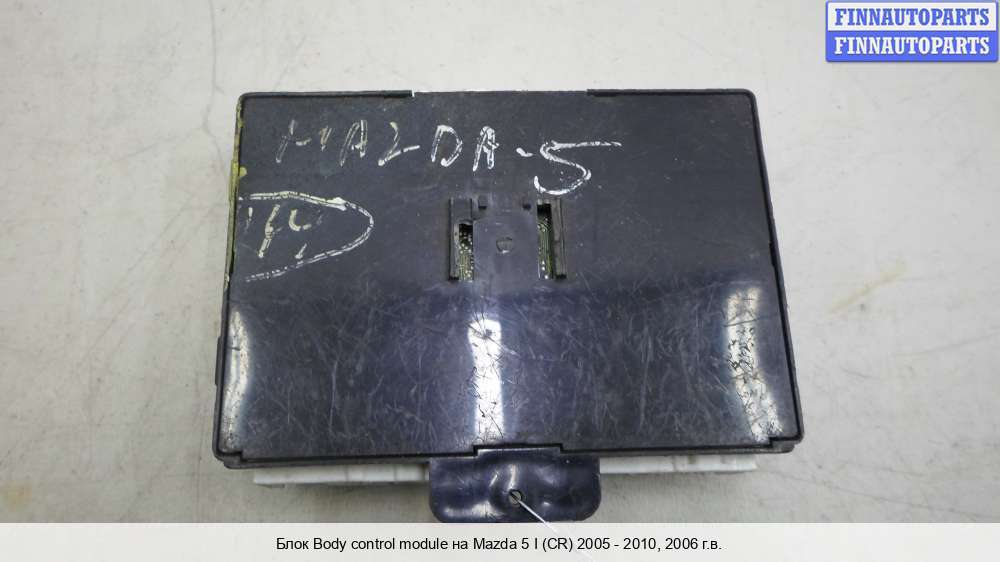 FINNAUTOPARTS
FINNAUTOPARTS
MAZDA-5
Блок Body control module на Mazda 5 I (CR) 2005 - 2010, 2006 г.в.